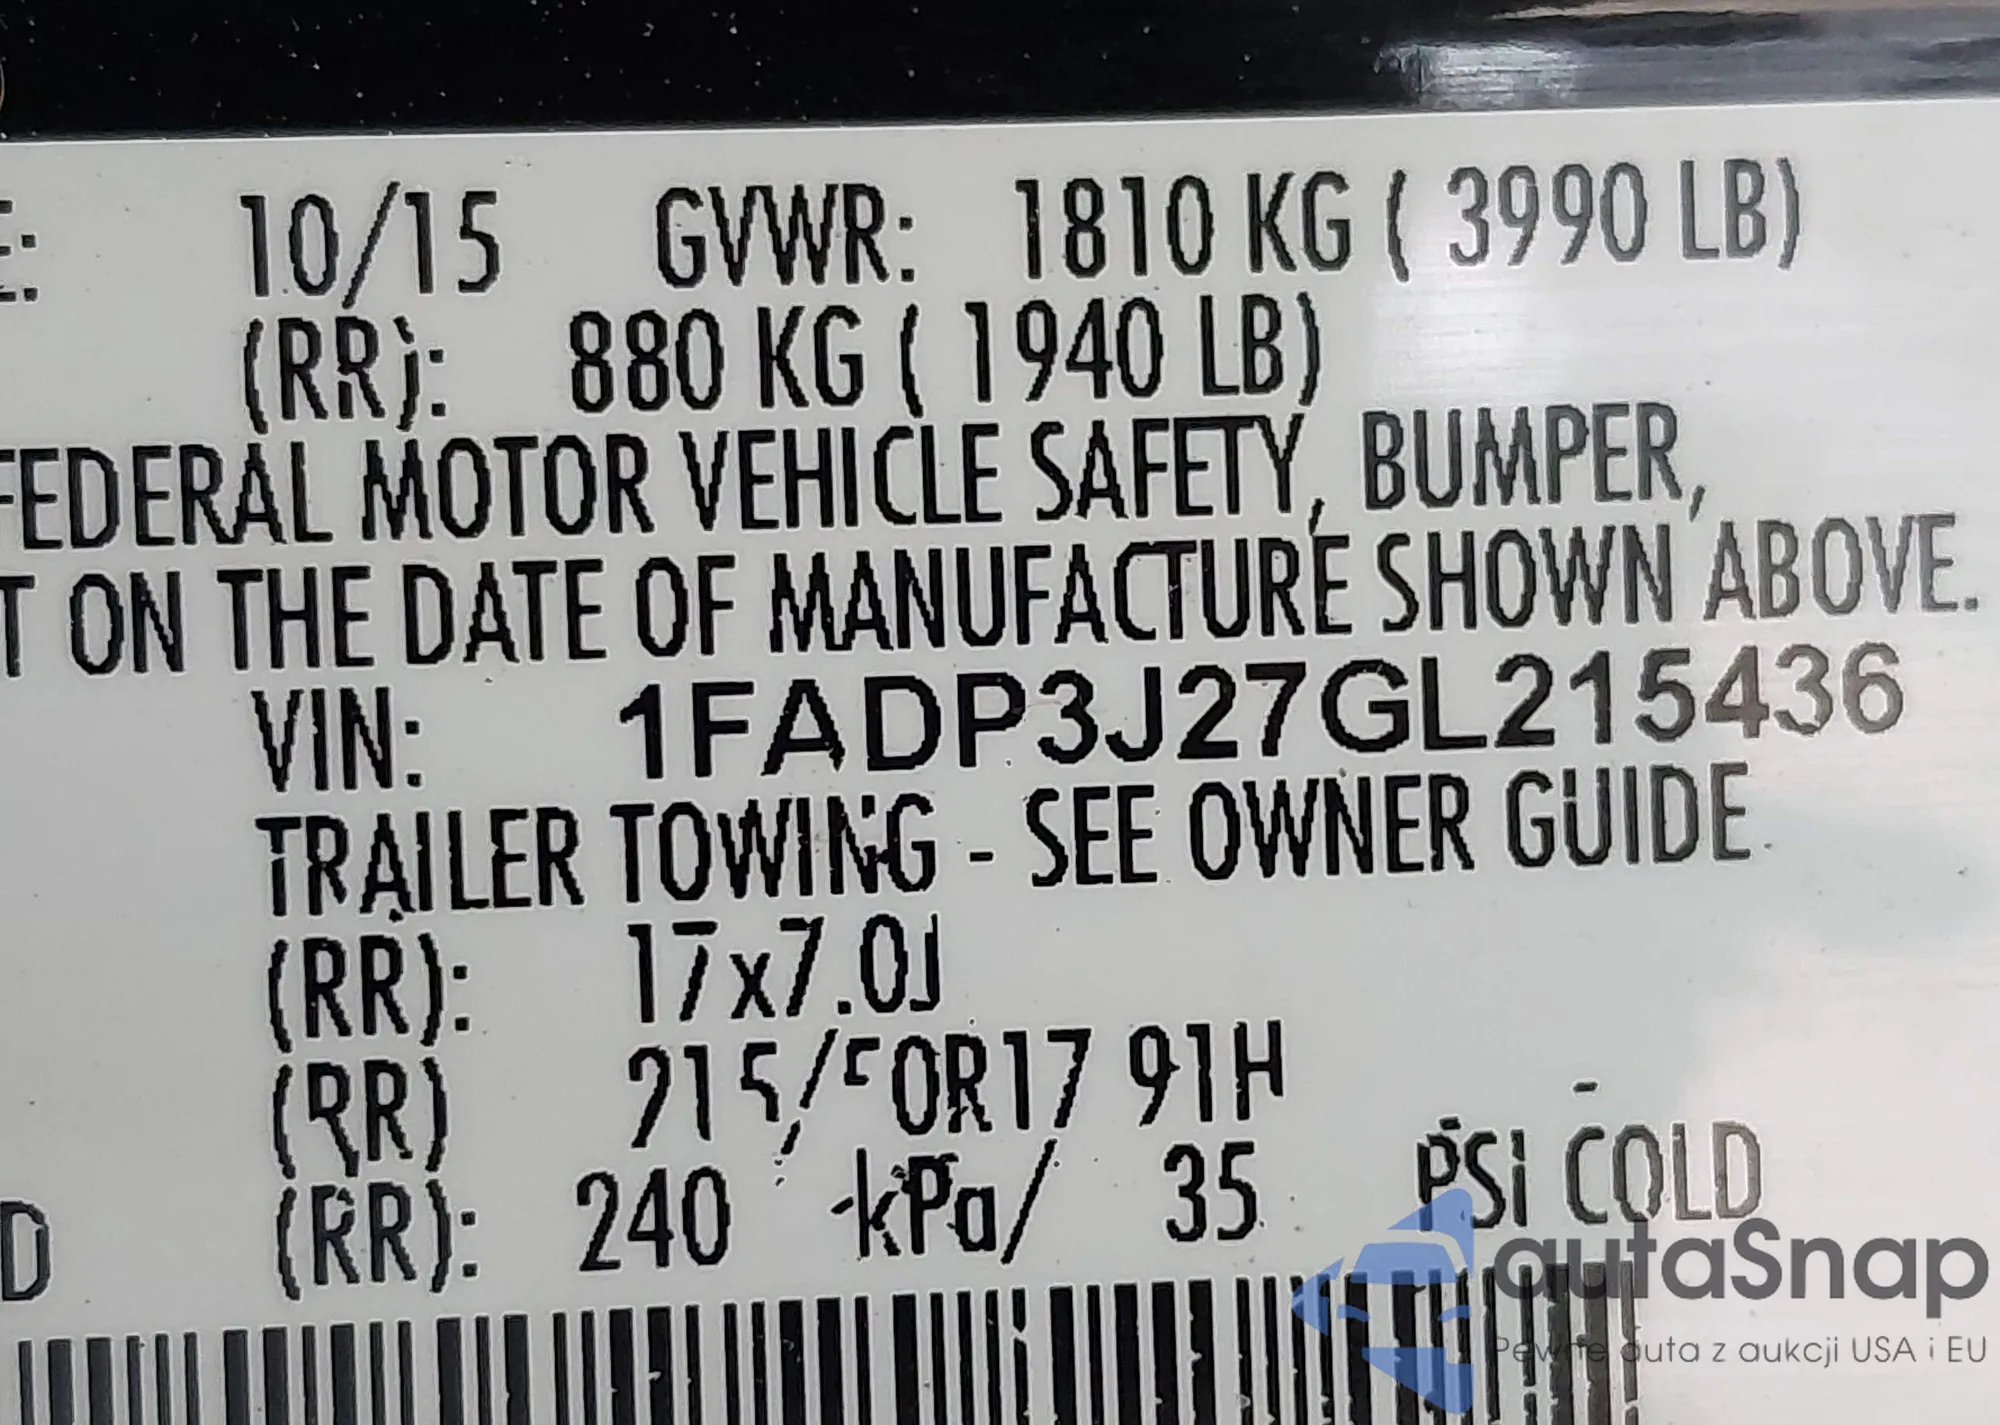 E: 10/15 GVWR: 1810 KG ( 3990 LB)
(RR): 880 KG ( 1940 LB)
FEDERAL MOTOR VEHICLE SAFETY, BUMPER,
T ON THE DATE OF MANUFACTURE SHOWN ABOVE.
VIN: 1FADP3J27GL215436
TRAILER TOWING - SEE OWNER GUIDE
(RR): 17x7.0J
(RR) 215/50R17 91H
D (RR): 240 kPa/ 35 PSI COLD
autaSnap
Pewne auta z aukcji USA i EU